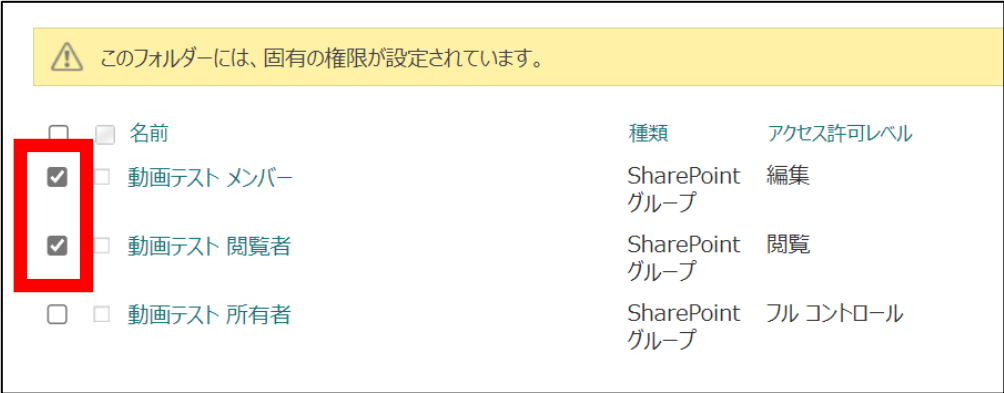 このフォルダーには、固有の権限が設定されています。
名前 種類 アクセス許可レベル
動画テスト メンバー SharePoint グループ 編集
動画テスト 閲覧者 SharePoint グループ 閲覧
動画テスト 所有者 SharePoint グループ フル コントロール